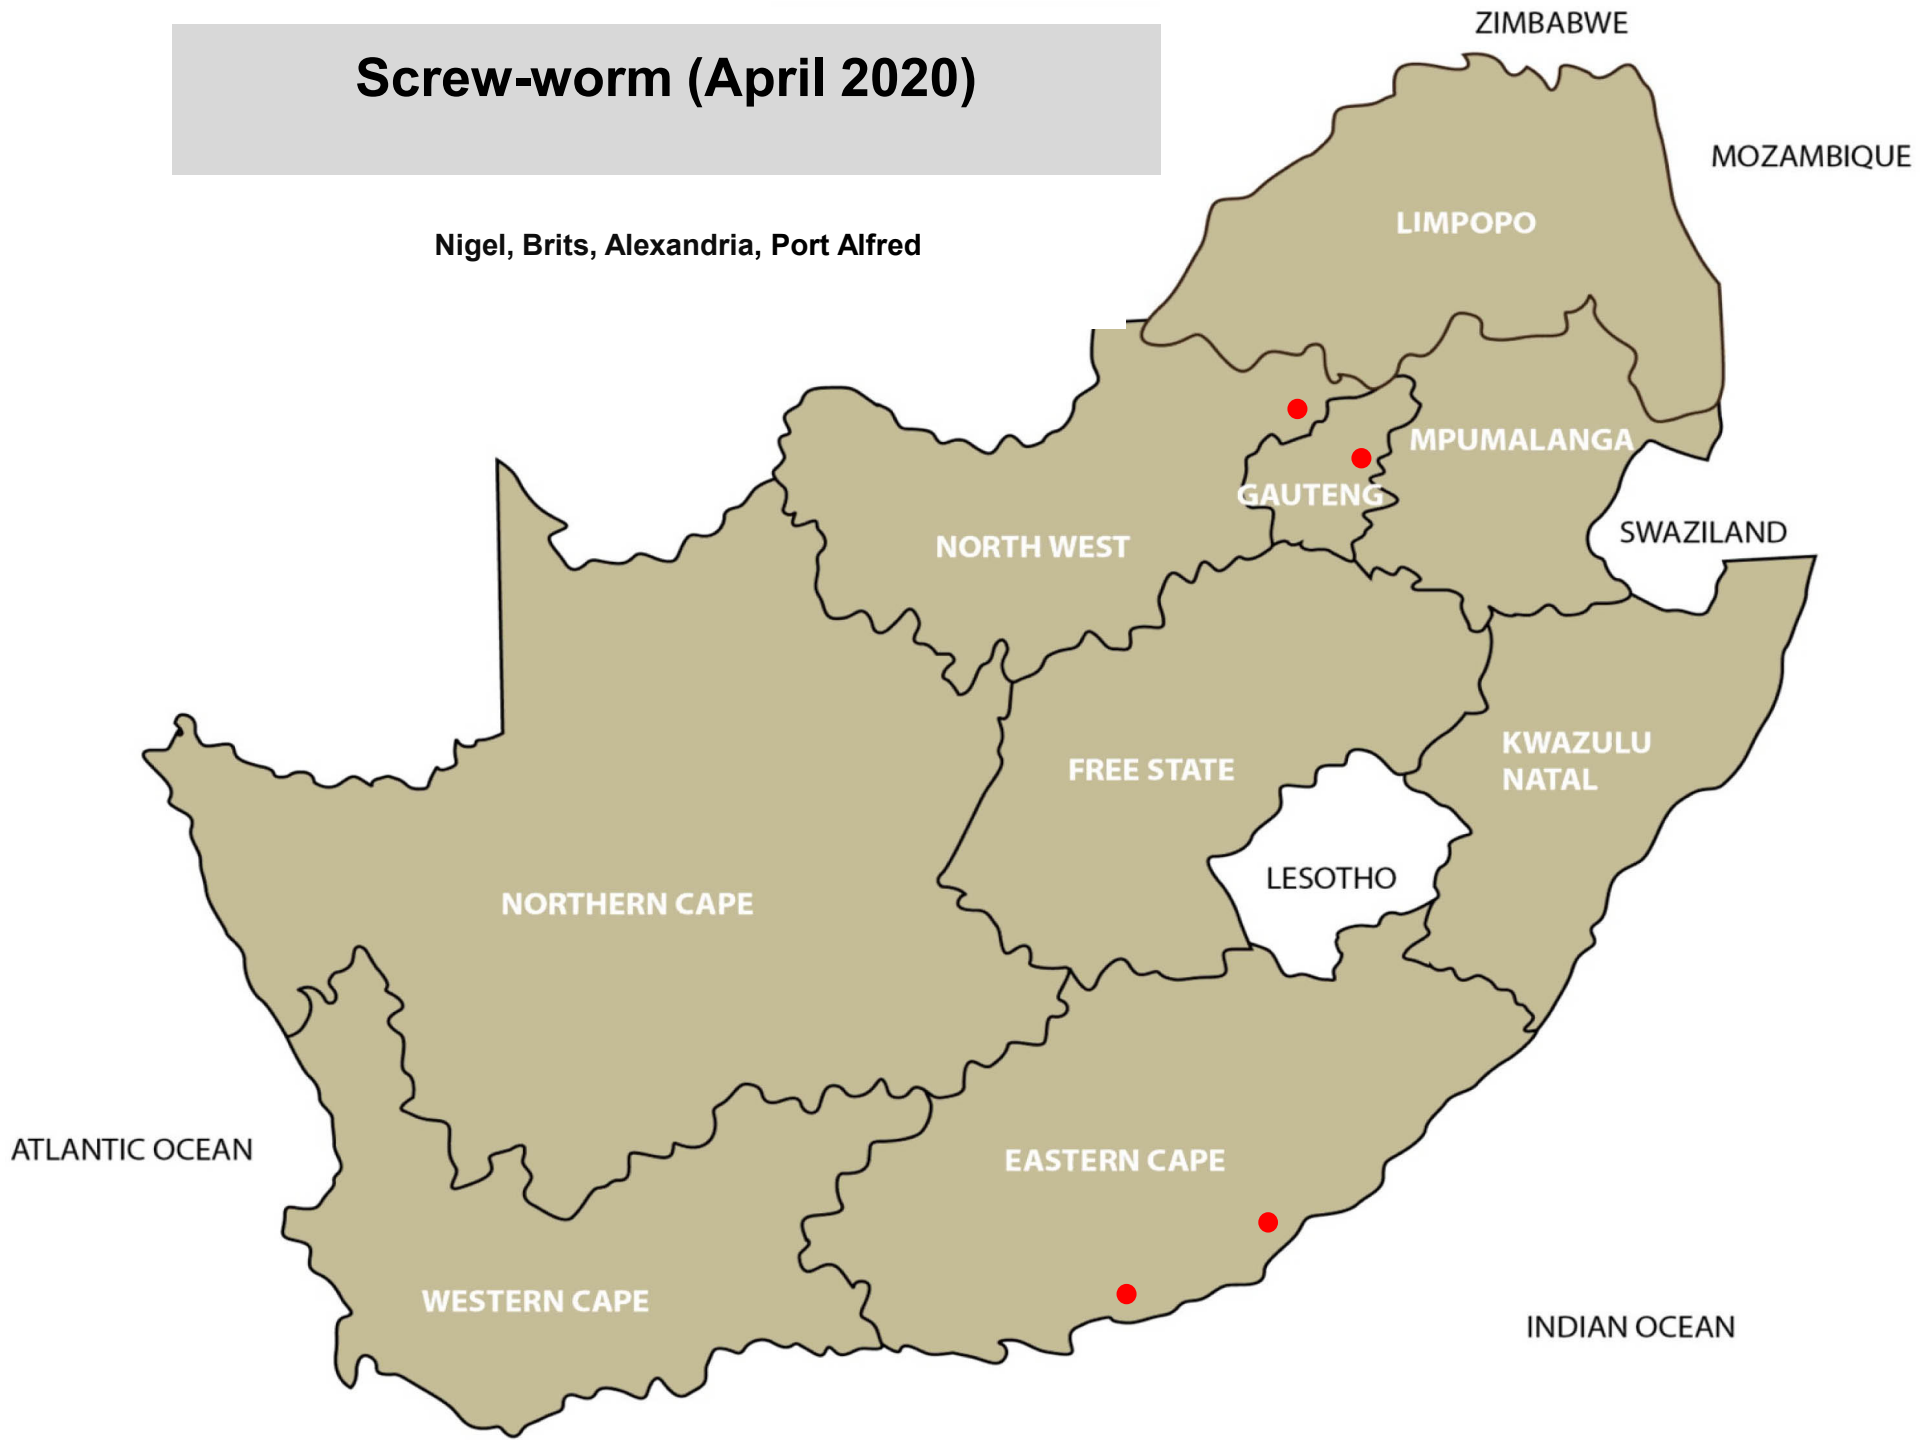 Screw-worm (April 2020)
Nigel, Brits, Alexandria, Port Alfred
ZIMBABWE
MOZAMBIQUE
LIMPOPO
MPUMALANGA
GAUTENG
SWAZILAND
NORTH WEST
FREE STATE
KWAZULU
NATAL
LESOTHO
NORTHERN CAPE
ATLANTIC OCEAN
EASTERN CAPE
WESTERN CAPE
INDIAN OCEAN